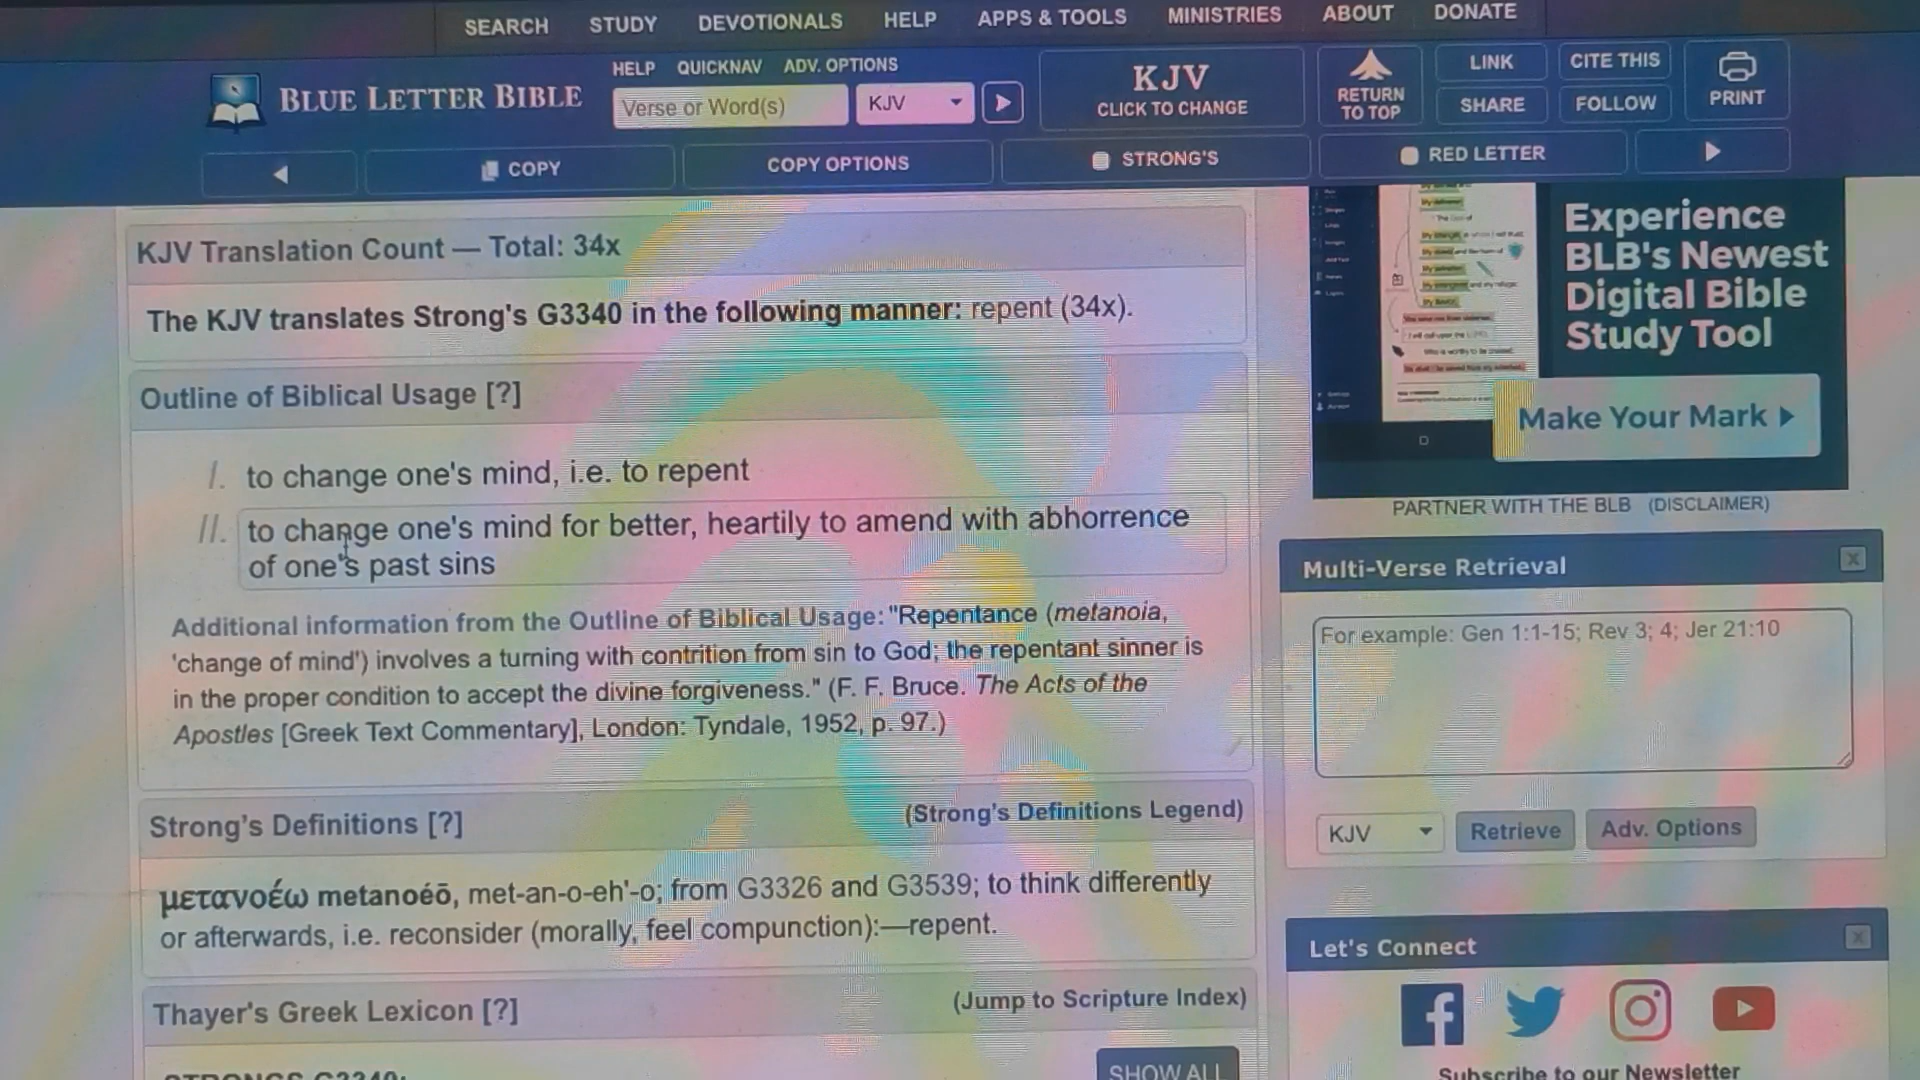 SEARCH STUDY DEVOTIONALS HELP APPS & TOOLS MINISTRIES ABOUT DONATE
HELP QUICKNAV ADV. OPTIONS
BLUE LETTER BIBLE
Verse or Word(s)
KJV
KJV
CLICK TO CHANGE
RETURN
TO TOP
LINK
SHARE
CITE THIS
FOLLOW
PRINT
COPY
COPY OPTIONS
STRONG'S
RED LETTER
KJV Translation Count — Total: 34x
The KJV translates Strong's G3340 in the following manner: repent (34x).
Outline of Biblical Usage [?]
I. to change one's mind, i.e. to repent
II. to change one's mind for better, heartily to amend with abhorrence
of one's past sins
Additional information from the Outline of Biblical Usage: "Repentance (metanoia,
'change of mind') involves a turning with contrition from sin to God; the repentant sinner is
in the proper condition to accept the divine forgiveness." (F. F. Bruce. The Acts of the
Apostles [Greek Text Commentary], London: Tyndale, 1952, p. 97.)
Strong's Definitions [?]
(Strong's Definitions Legend)
μετανοέω metanoéō, met-an-o-eh'-o; from G3326 and G3539; to think differently
or afterwards, i.e. reconsider (morally, feel compunction):—repent.
Thayer's Greek Lexicon [?]
(Jump to Scripture Index)
STRONGS G3340:
SHOW ALL
Experience
BLB's Newest
Digital Bible
Study Tool
Make Your Mark
PARTNER WITH THE BLB (DISCLAIMER)
Multi-Verse Retrieval
x
For example: Gen 1:1-15; Rev 3; 4; Jer 21:10
KJV
Retrieve
Adv. Options
Let's Connect
x
Subscribe to our Newsletter